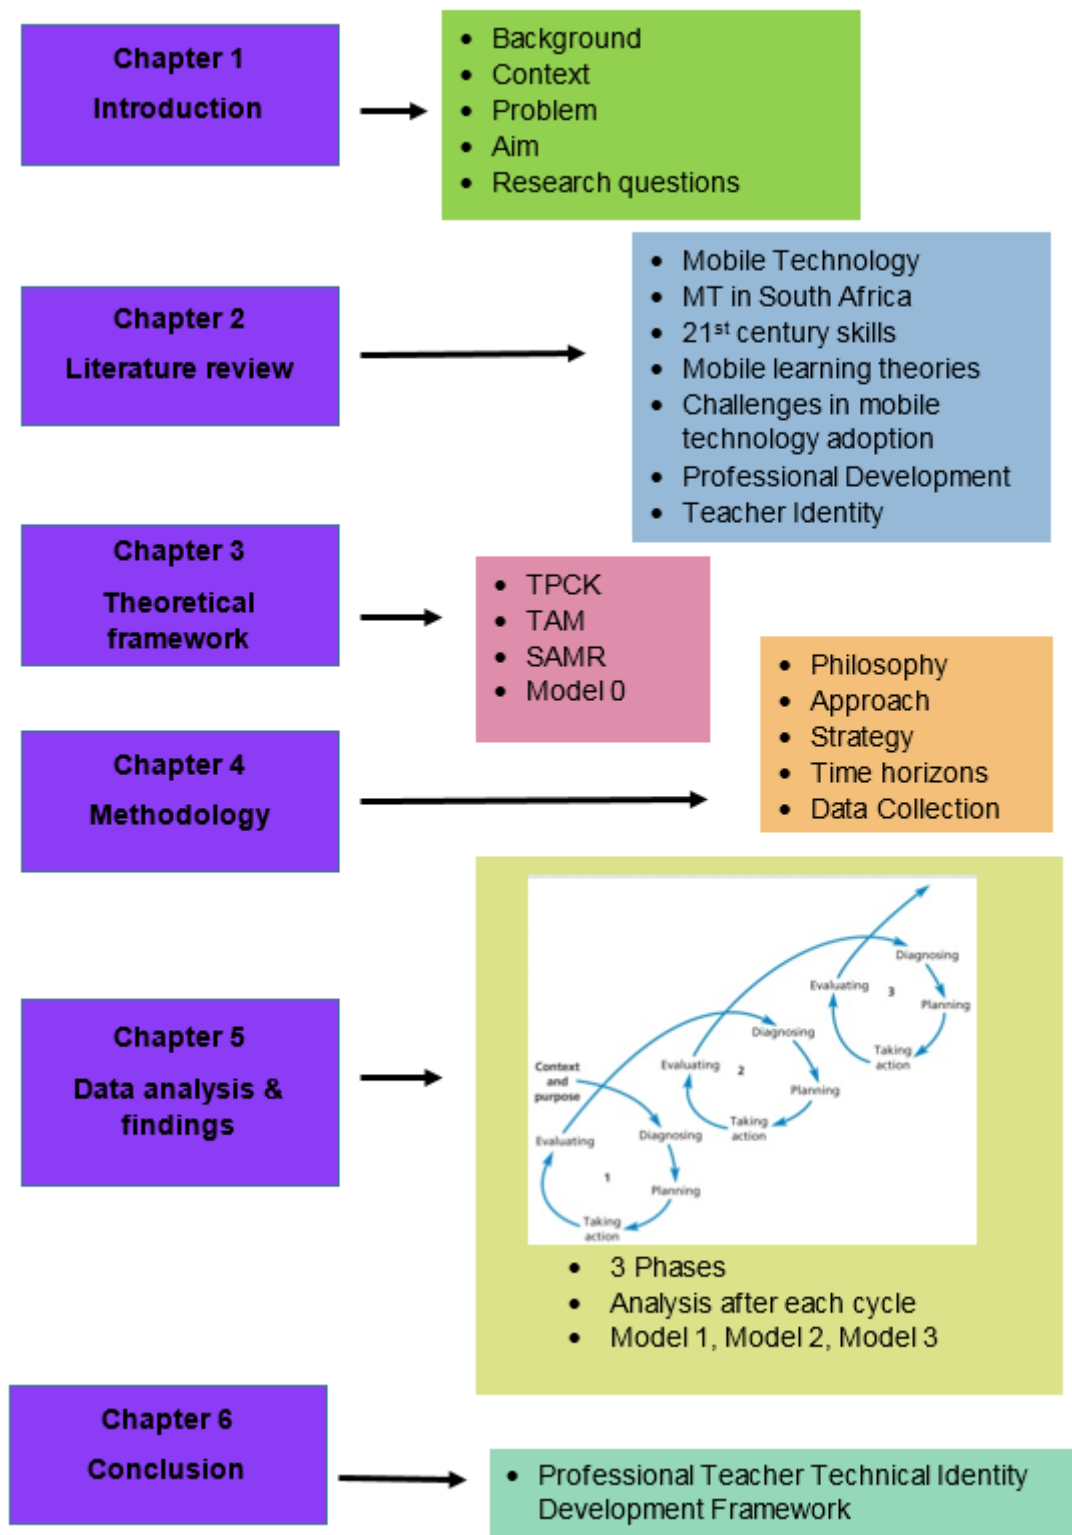 Chapter 1
Introduction
• Background
• Context
• Problem
• Aim
• Research questions
Chapter 2
Literature review
• Mobile Technology
• MT in South Africa
• 21st century skills
• Mobile learning theories
• Challenges in mobile
technology adoption
• Professional Development
• Teacher Identity
Chapter 3
Theoretical
framework
• TPCK
• TAM
• SAMR
• Model 0
Chapter 4
Methodology
• Philosophy
• Approach
• Strategy
• Time horizons
• Data Collection
Chapter 5
Data analysis &
findings
Context
and
purpose
Diagnosing
Planning
Taking
action
Evaluating
1
Diagnosing
Planning
Taking
action
Evaluating
2
Diagnosing
Planning
Taking
action
Evaluating
3
• 3 Phases
• Analysis after each cycle
• Model 1, Model 2, Model 3
Chapter 6
Conclusion
• Professional Teacher Technical Identity
Development Framework